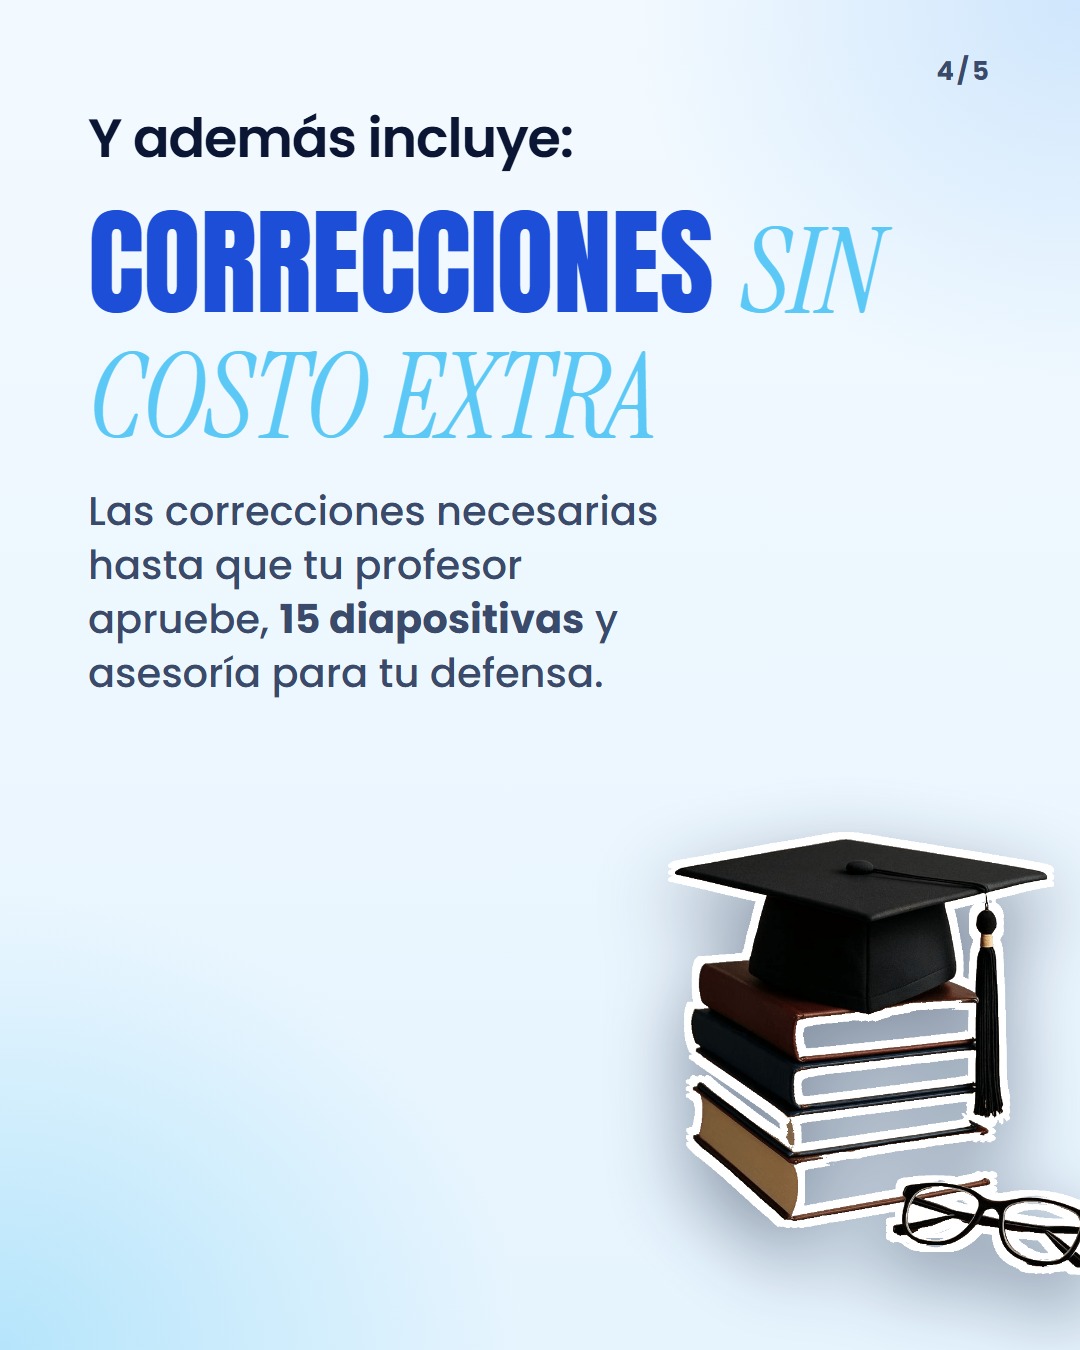 4/5
Y además incluye:
CORRECCIONES SIN
COSTO EXTRA
Las correcciones necesarias
hasta que tu profesor
apruebe, 15 diapositivas y
asesoría para tu defensa.